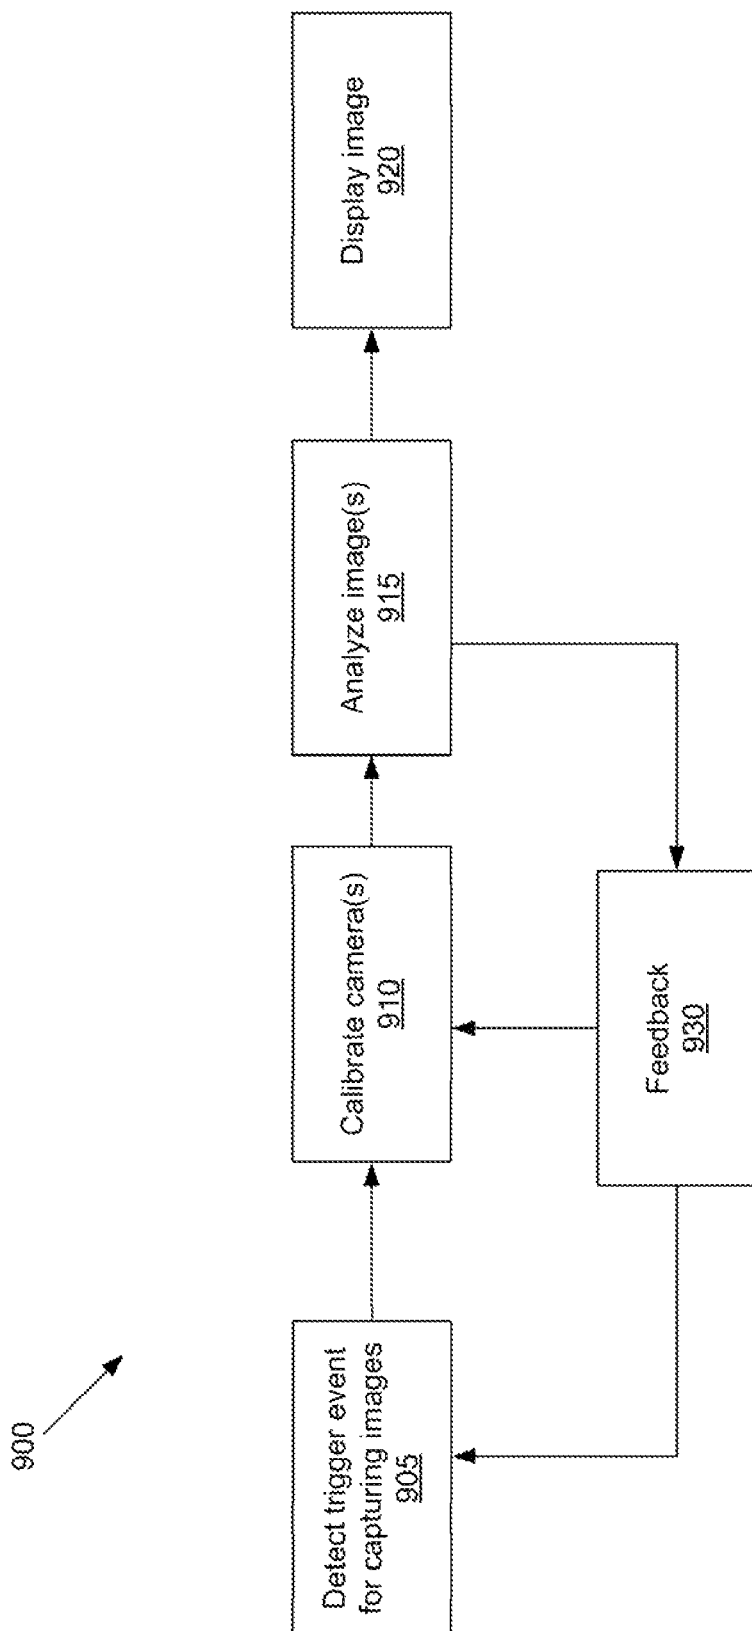 900
Detect trigger event
for capturing images
905
Calibrate camera(s)
910
Analyze image(s)
915
Display image
920
Feedback
930